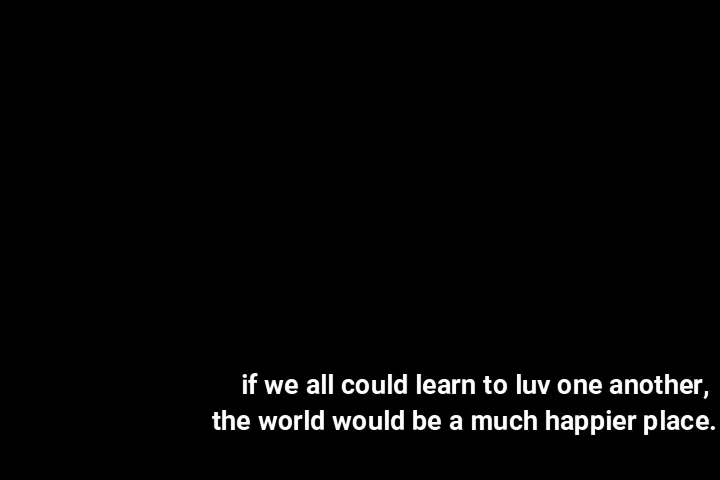 if we all could learn to luv one another,
the world would be a much happier place.